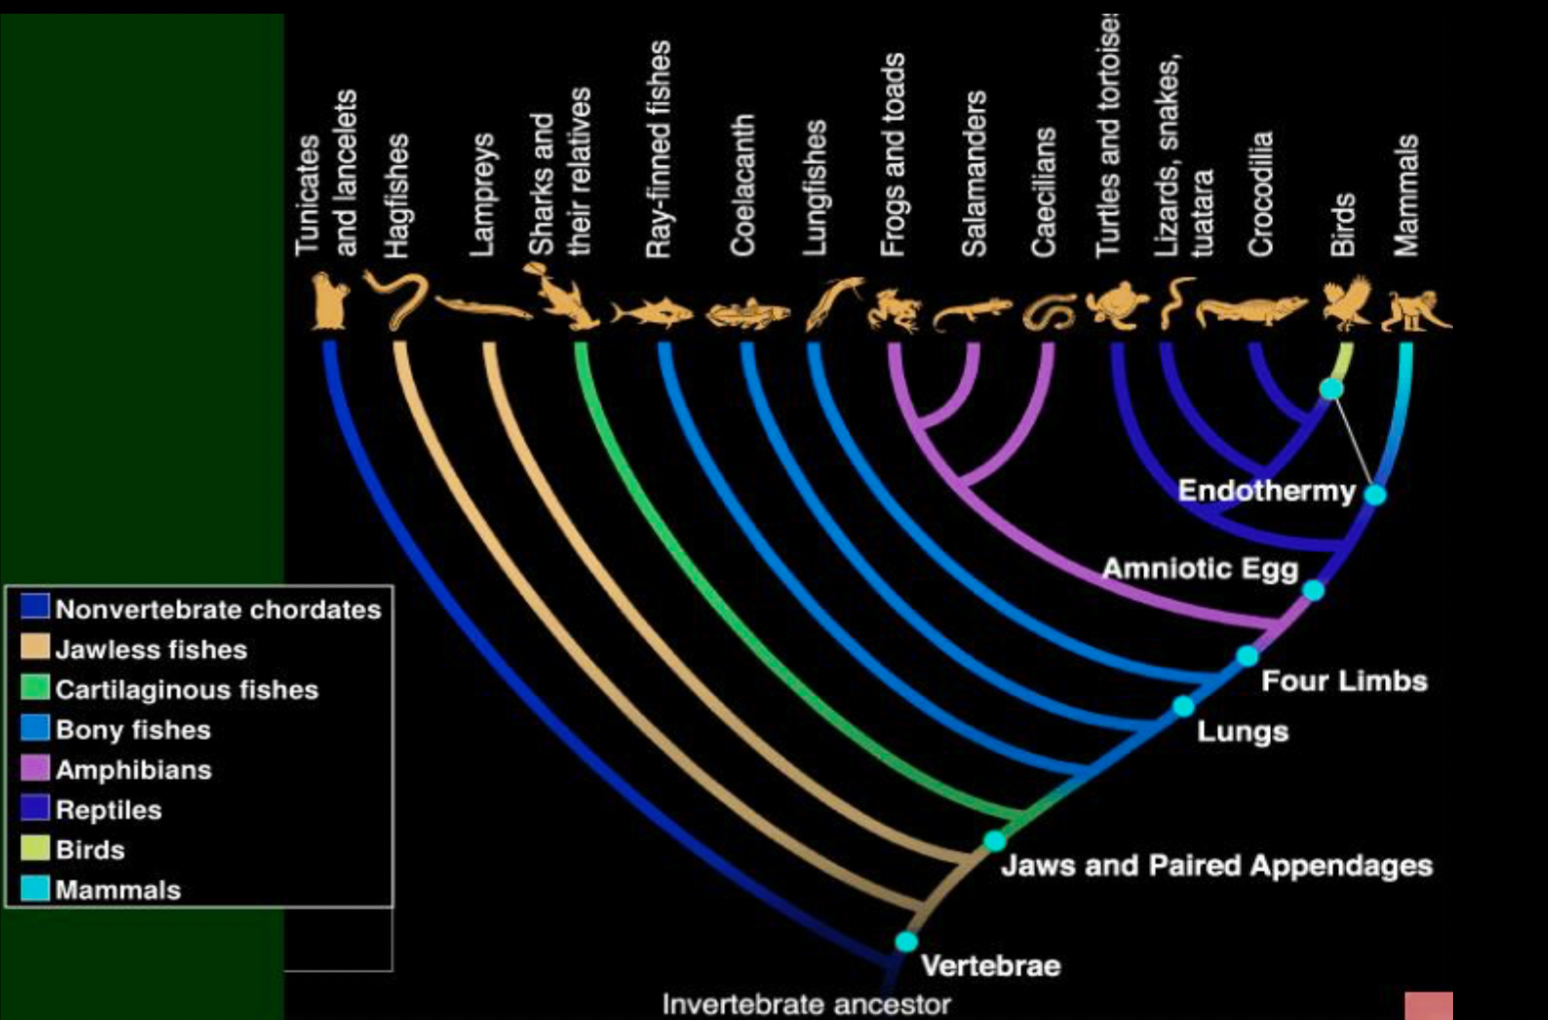 Tunicates
and lancelets
Hagfishes
Lampreys
Sharks and
their relatives
Ray-finned fishes
Coelacanth
Lungfishes
Frogs and toads
Salamanders
Caecilians
Turtles and tortoises
Lizards, snakes,
tuatara
Crocodilia
Birds
Mammals
Endothermy
Amniotic Egg
Four Limbs
Lungs
Jaws and Paired Appendages
Vertebrae
Invertebrate ancestor
Nonvertebrate chordates
Jawless fishes
Cartilaginous fishes
Bony fishes
Amphibians
Reptiles
Birds
Mammals